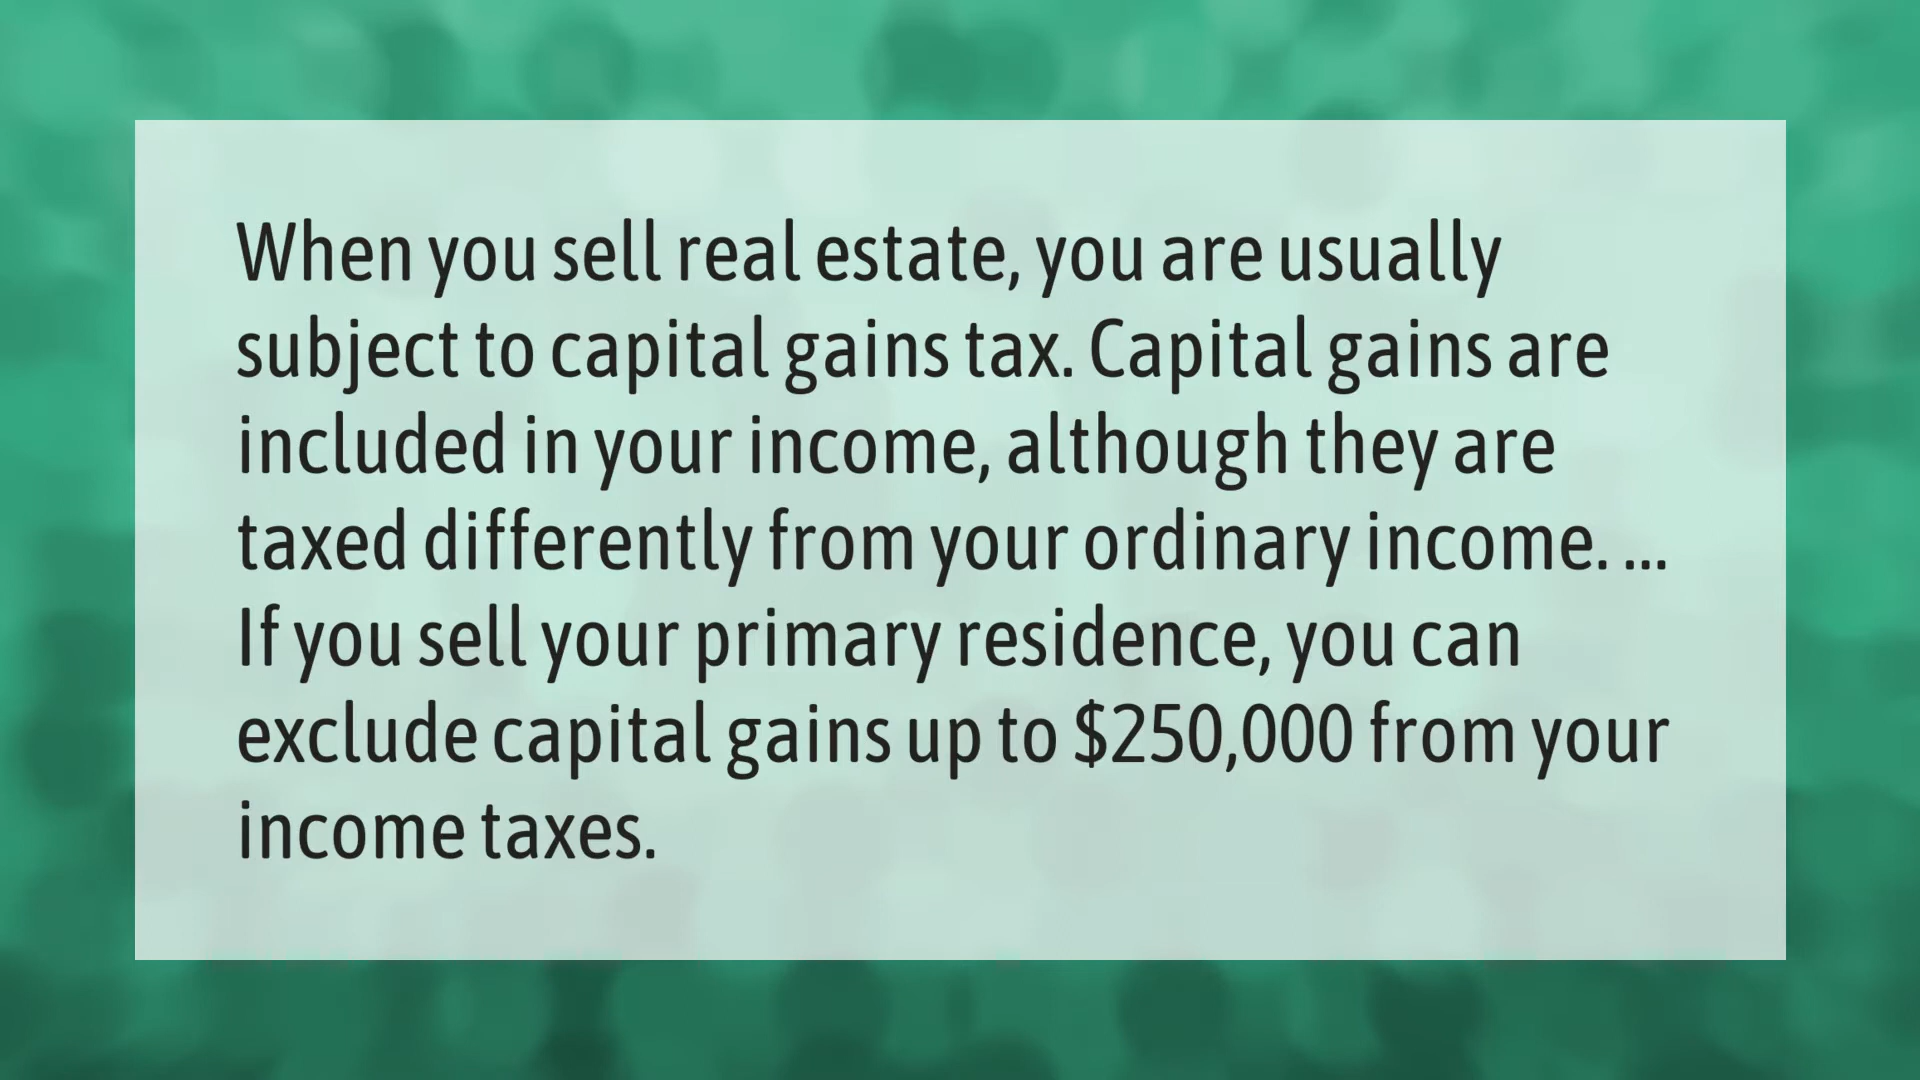 When you sell real estate, you are usually
subject to capital gains tax. Capital gains are
included in your income, although they are
taxed differently from your ordinary income. ...
If you sell your primary residence, you can
exclude capital gains up to $250,000 from your
income taxes.